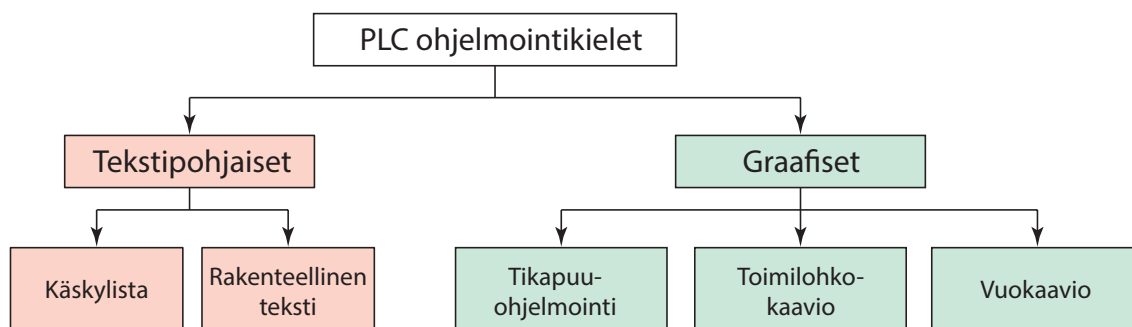 PLC ohjelmointikielet
Tekstipohjaiset
Graafiset
Käskylista
Rakenteellinen
teksti
Tikapuu-
ohjelmointi
Toimilohko-
kaavio
Vuokaavio